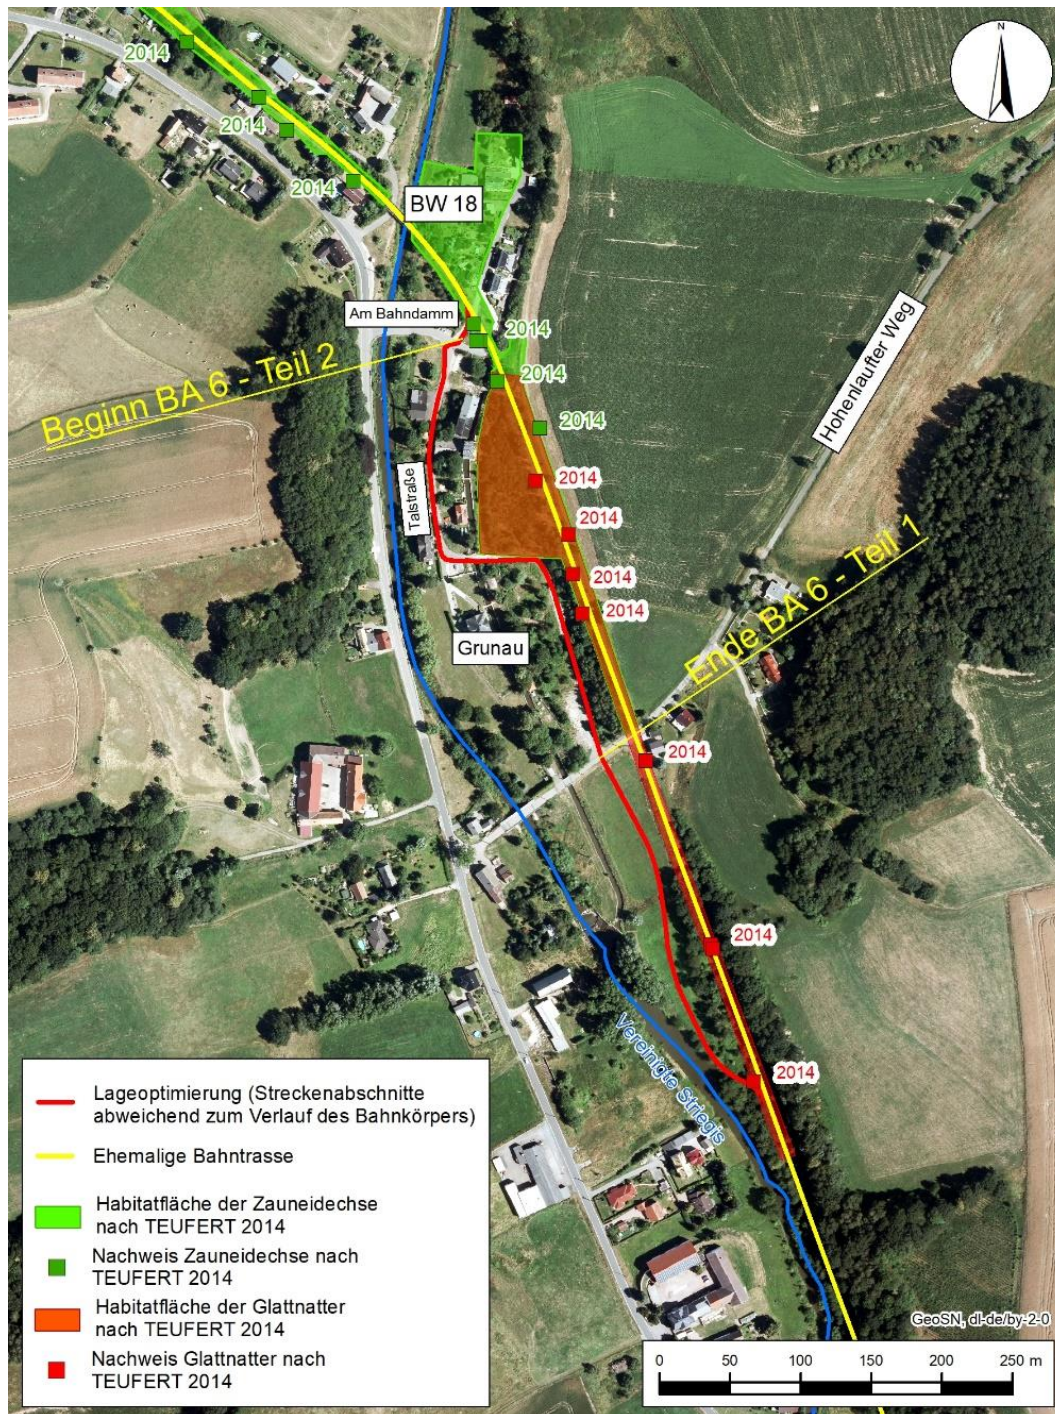 N
2014
2014
2014
BW 18
Am Bahndamm
2014
Beginn BA 6 - Teil 2
2014
2014
Hohenlaufter Weg
Talstraße
2014
2014
2014
2014
Grunau
Ende BA 6 - Teil 1
2014
2014
2014
Vereinigte Striegis
Lageoptimierung (Streckenabschnitte
abweichend zum Verlauf des Bahnkörpers)
Ehemalige Bahntrasse
Habitatfläche der Zauneidechse
nach TEUFERT 2014
Nachweis Zauneidechse nach
TEUFERT 2014
Habitatfläche der Glattnatter
nach TEUFERT 2014
Nachweis Glattnatter nach
TEUFERT 2014
GeoSN, dl-de/by-2-0
0 50 100 150 200 250 m